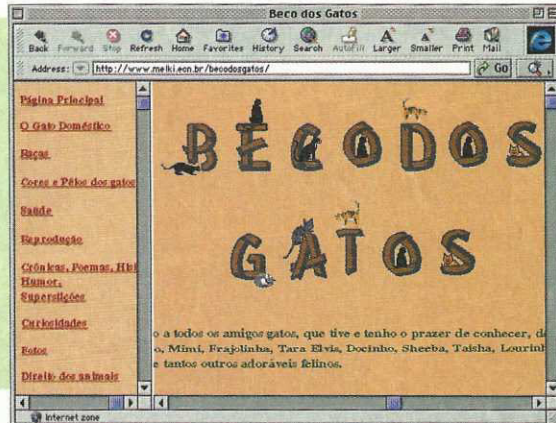 Beco dos Gatos
Back Forward Stop Refresh Home Favorites History Search AutoFill Larger Smaller Print Mail
Address: http://www.melki.eon.br/becodosgatos/ Go
Página Principal
O Gato Doméstico
Raças
Cores e Pêlos dos gatos
Saúde
Reprodução
Crônicas, Poemas, Hist
Humor,
Superstições
Curiosidades
Fotos
Direito dos animais
BECO DOS
GATOS
o a todos os amigos gatos, que tive e tenho o prazer de conhecer, de
o, Mimi, Frajolinha, Tara Elvis, Docinho, Sheeba, Taisha, Lourinh
e tantos outros adoráveis felinos.
Internet zone